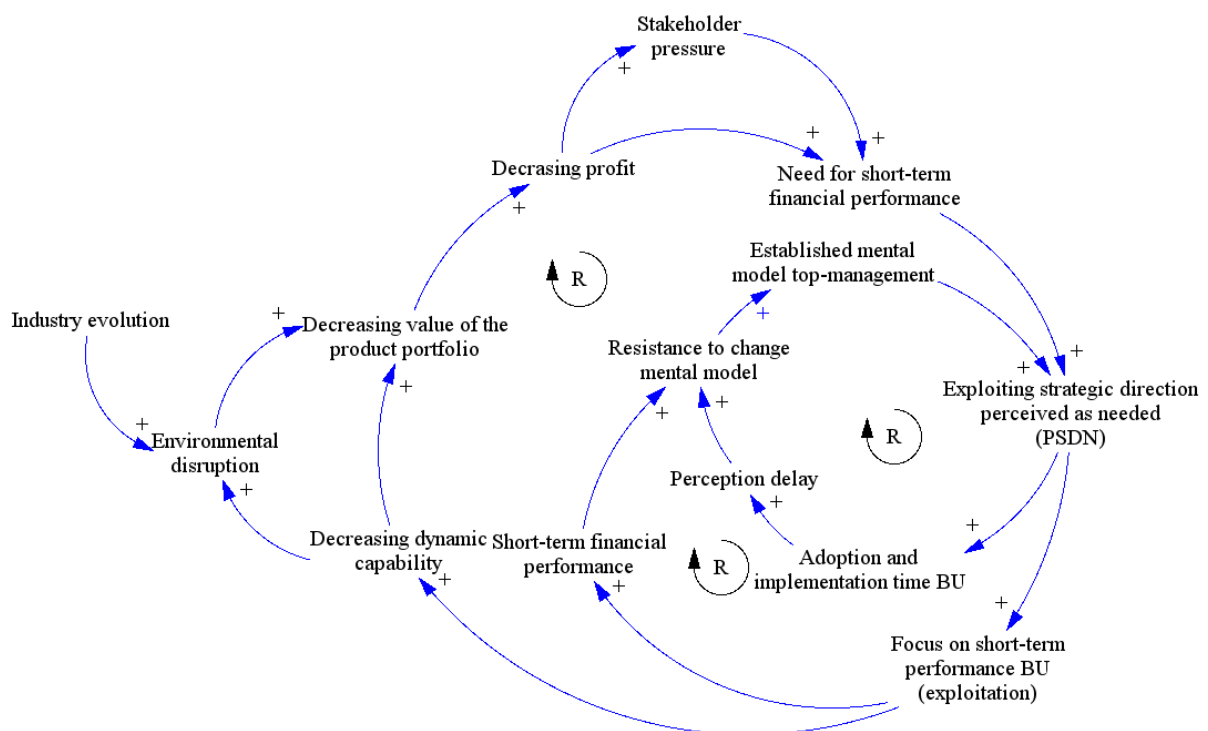 Stakeholder
pressure
+
Decrasing profit
+
+
+
Need for short-term
financial performance
+
R
Established mental
model top-management
Industry evolution
+
Decreasing value of the
product portfolio
+
Resistance to change
mental model
+
+
Exploiting strategic direction
perceived as needed
(PSDN)
+
+
+
R
+
Environmental
disruption
+
Perception delay
+
+
Decreasing dynamic
capability
+
Short-term financial
performance
+
R
Adoption and
implementation time BU
+
Focus on short-term
performance BU
(exploitation)